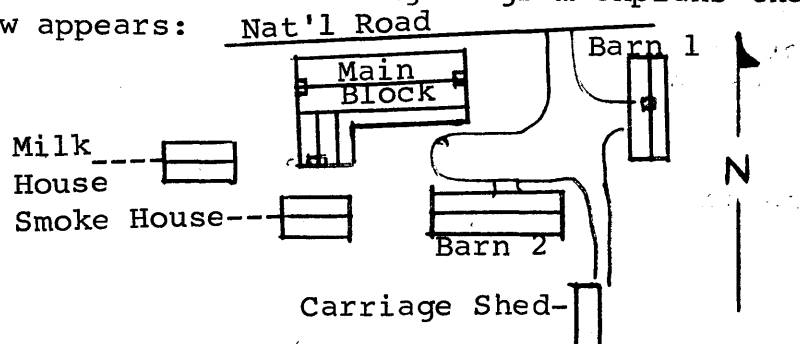 w appears:
Nat'l Road
Barn 1
Main
Block
Milk
House
Smoke House
N
Barn 2
Carriage Shed